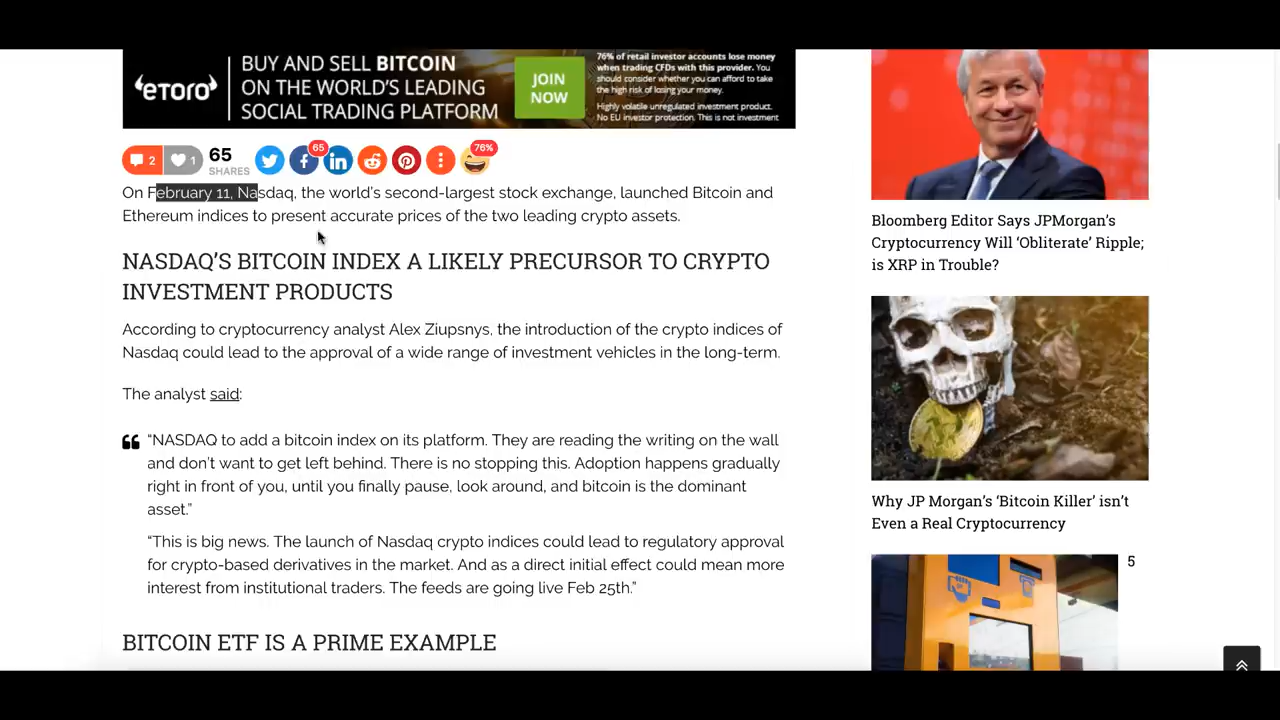 eTORO
BUY AND SELL BITCOIN
ON THE WORLD'S LEADING
SOCIAL TRADING PLATFORM
JOIN
NOW
76% of retail investor accounts lose money
when trading CFDs with this provider. You
should consider whether you can afford to take
the high risk of losing your money.
Highly volatile unregulated investment product.
No EU investor protection. This is not investment
2
1
65
SHARES
65
76%
On February 11, Nasdaq, the world's second-largest stock exchange, launched Bitcoin and
Ethereum indices to present accurate prices of the two leading crypto assets.
NASDAQ'S BITCOIN INDEX A LIKELY PRECURSOR TO CRYPTO
INVESTMENT PRODUCTS
According to cryptocurrency analyst Alex Ziupsnys, the introduction of the crypto indices of
Nasdaq could lead to the approval of a wide range of investment vehicles in the long-term.
The analyst said:
“NASDAQ to add a bitcoin index on its platform. They are reading the writing on the wall
and don't want to get left behind. There is no stopping this. Adoption happens gradually
right in front of you, until you finally pause, look around, and bitcoin is the dominant
asset.”
“This is big news. The launch of Nasdaq crypto indices could lead to regulatory approval
for crypto-based derivatives in the market. And as a direct initial effect could mean more
interest from institutional traders. The feeds are going live Feb 25th.”
BITCOIN ETF IS A PRIME EXAMPLE
Bloomberg Editor Says JPMorgan's
Cryptocurrency Will ‘Obliterate’ Ripple;
is XRP in Trouble?
Why JP Morgan's ‘Bitcoin Killer’ isn't
Even a Real Cryptocurrency
5